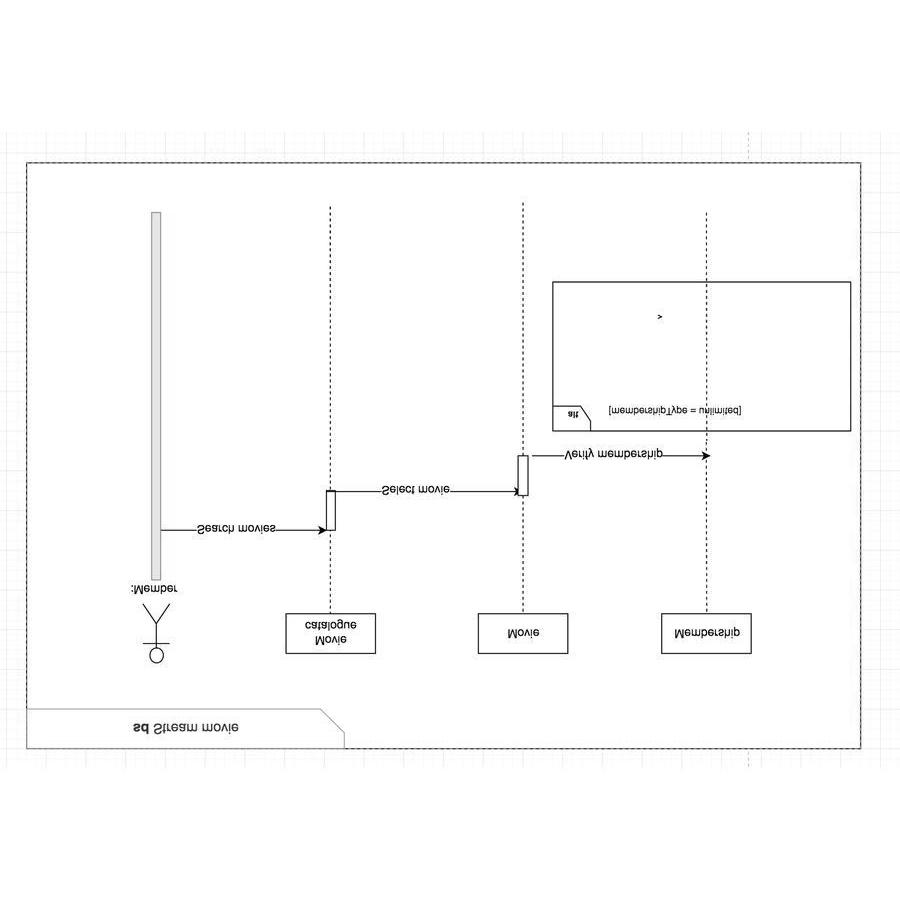 sd Stream movie
:Member
Movie
catalogue
Movie
Membership
Search movies
Select movie
Verify membership
alt
[membershipType = unlimited]
>